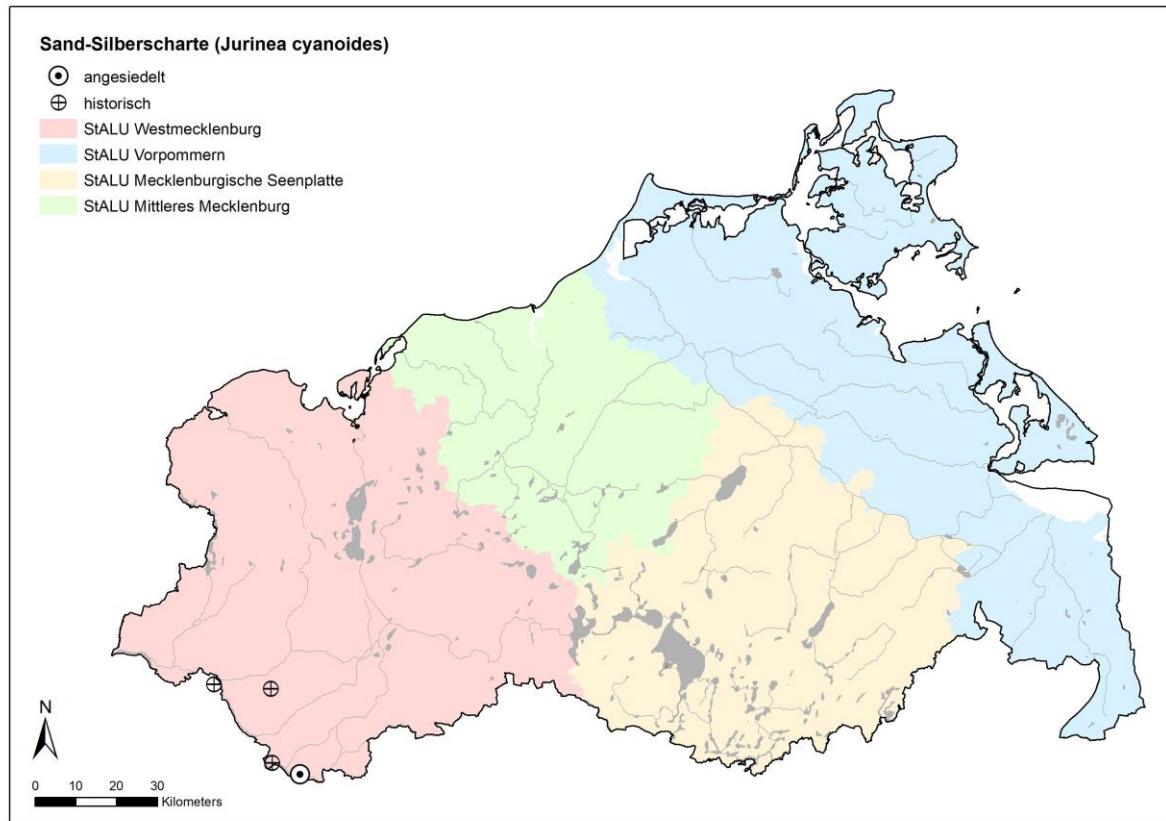 Sand-Silberscharte (Jurinea cyanoides)
angesiedelt
historisch
StALU Westmecklenburg
StALU Vorpommern
StALU Mecklenburgische Seenplatte
StALU Mittleres Mecklenburg
N
0 10 20 30
Kilometers